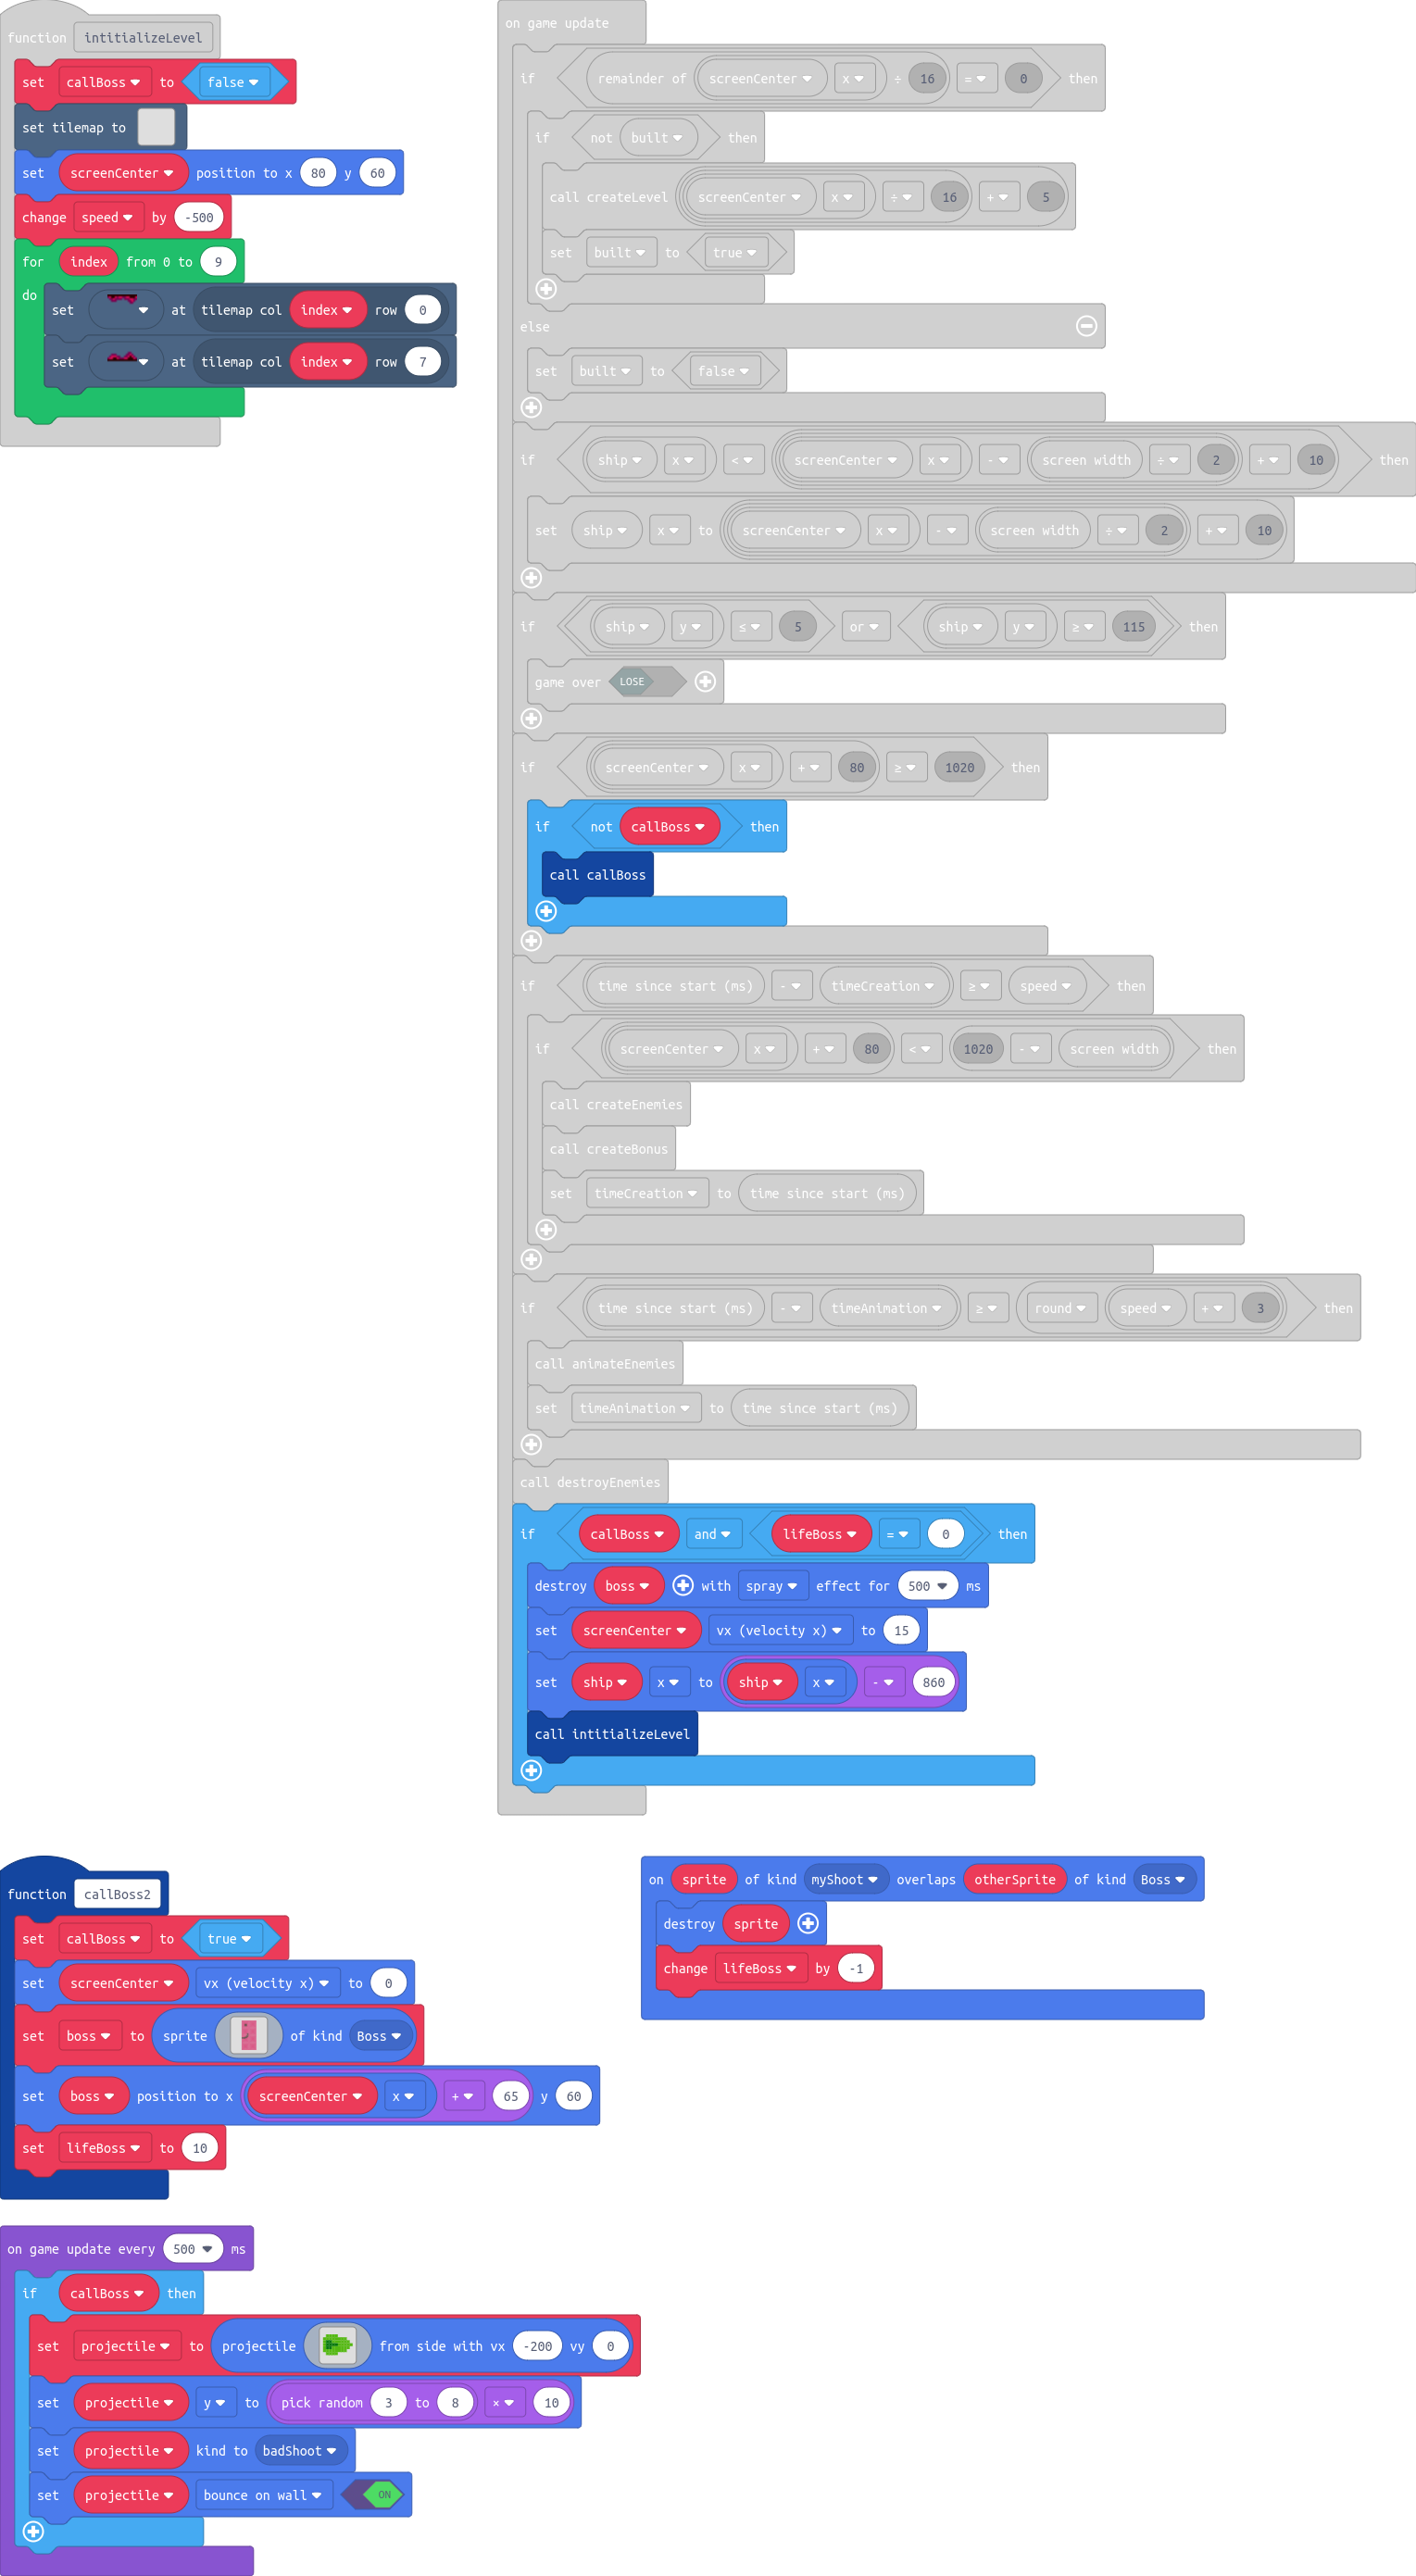 function intitializeLevel
set callBoss to false
set tilemap to
set screenCenter position to x 80 y 60
change speed by -500
for index from 0 to 9
do
set at tilemap col index row 0
set at tilemap col index row 7
on game update
if remainder of screenCenter x ÷ 16 = 0 then
if not built then
call createLevel screenCenter x ÷ 16 + 5
set built to true
else
set built to false
if ship x < screenCenter x - screen width ÷ 2 + 10 then
set ship x to screenCenter x - screen width ÷ 2 + 10
if ship y ≤ 5 or ship y ≥ 115 then
game over LOSE
if screenCenter x + 80 ≥ 1020 then
if not callBoss then
call callBoss
if time since start (ms) - timeCreation ≥ speed then
if screenCenter x + 80 < 1020 - screen width then
call createEnemies
call createBonus
set timeCreation to time since start (ms)
if time since start (ms) - timeAnimation ≥ round speed + 3 then
call animateEnemies
set timeAnimation to time since start (ms)
call destroyEnemies
if callBoss and lifeBoss = 0 then
destroy boss with spray effect for 500 ms
set screenCenter vx (velocity x) to 15
set ship x to ship x - 860
call intitializeLevel
function callBoss2
set callBoss to true
set screenCenter vx (velocity x) to 0
set boss to sprite of kind Boss
set boss position to x screenCenter x + 65 y 60
set lifeBoss to 10
on sprite of kind myShoot overlaps otherSprite of kind Boss
destroy sprite
change lifeBoss by -1
on game update every 500 ms
if callBoss then
set projectile to projectile from side with vx -200 vy 0
set projectile y to pick random 3 to 8 × 10
set projectile kind to badShoot
set projectile bounce on wall ON